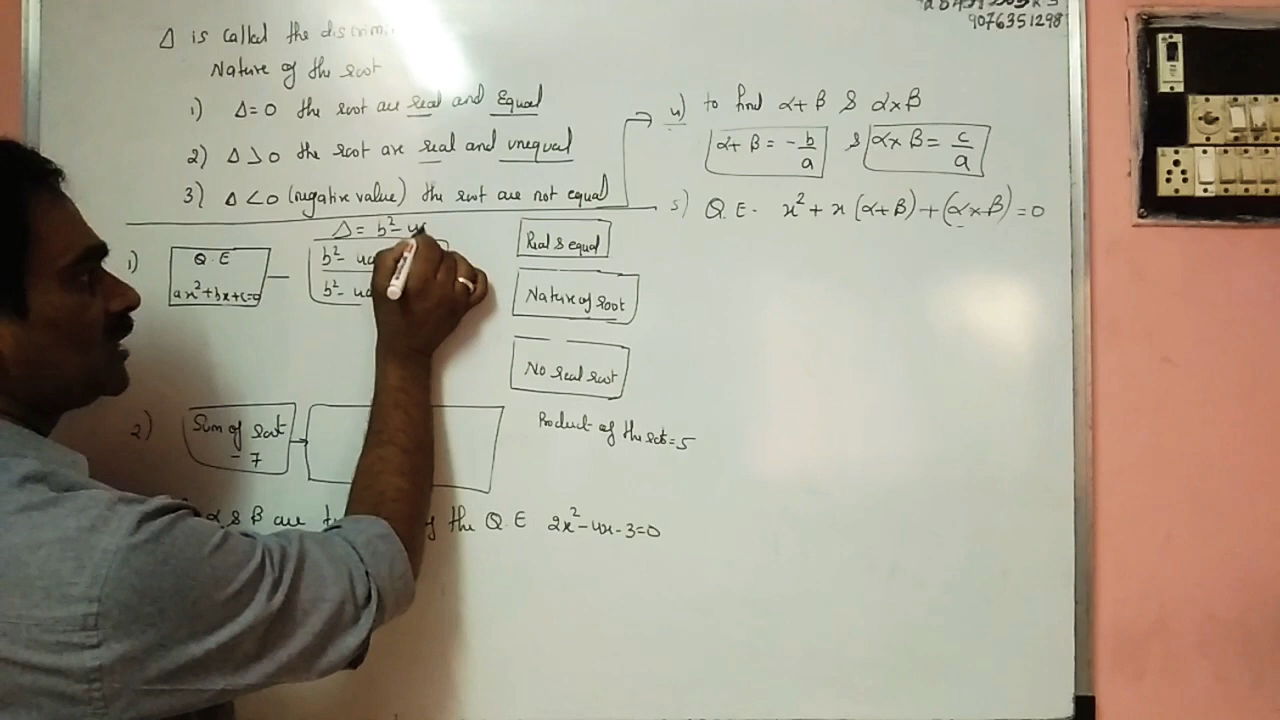 9076351298
Δ is called the discrimi
Nature of the root
1) Δ=0 the root are real and Equal
2) Δ>0 the root are real and unequal
3) Δ<0 (negative value) the root are not equal
4) to find α+β & α×β
α+β = -b/a & α×β = c/a
5) Q.E. x²+x(α+β)+(α×β)=0
Δ= b²-4
1) Q.E
ax²+bx+c=0
b²-4a
b²-4a
Real & equal
Nature of root
No real root
2) Sum of root
-7
Product of the roots=5
α & β are the Q.E 2x²-4x-3=0